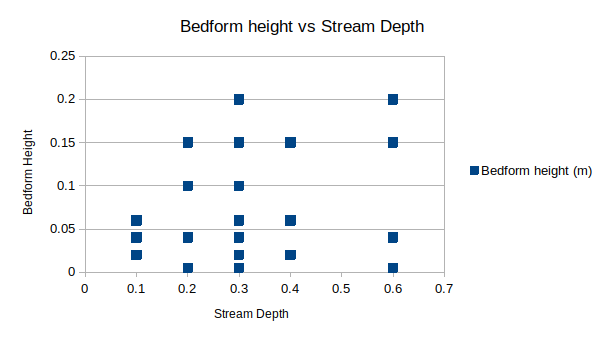 Bedform height vs Stream Depth
0.25
0.2
0.15
0.1
0.05
0
Bedform Height
0 0.1 0.2 0.3 0.4 0.5 0.6 0.7
Stream Depth
Bedform height (m)